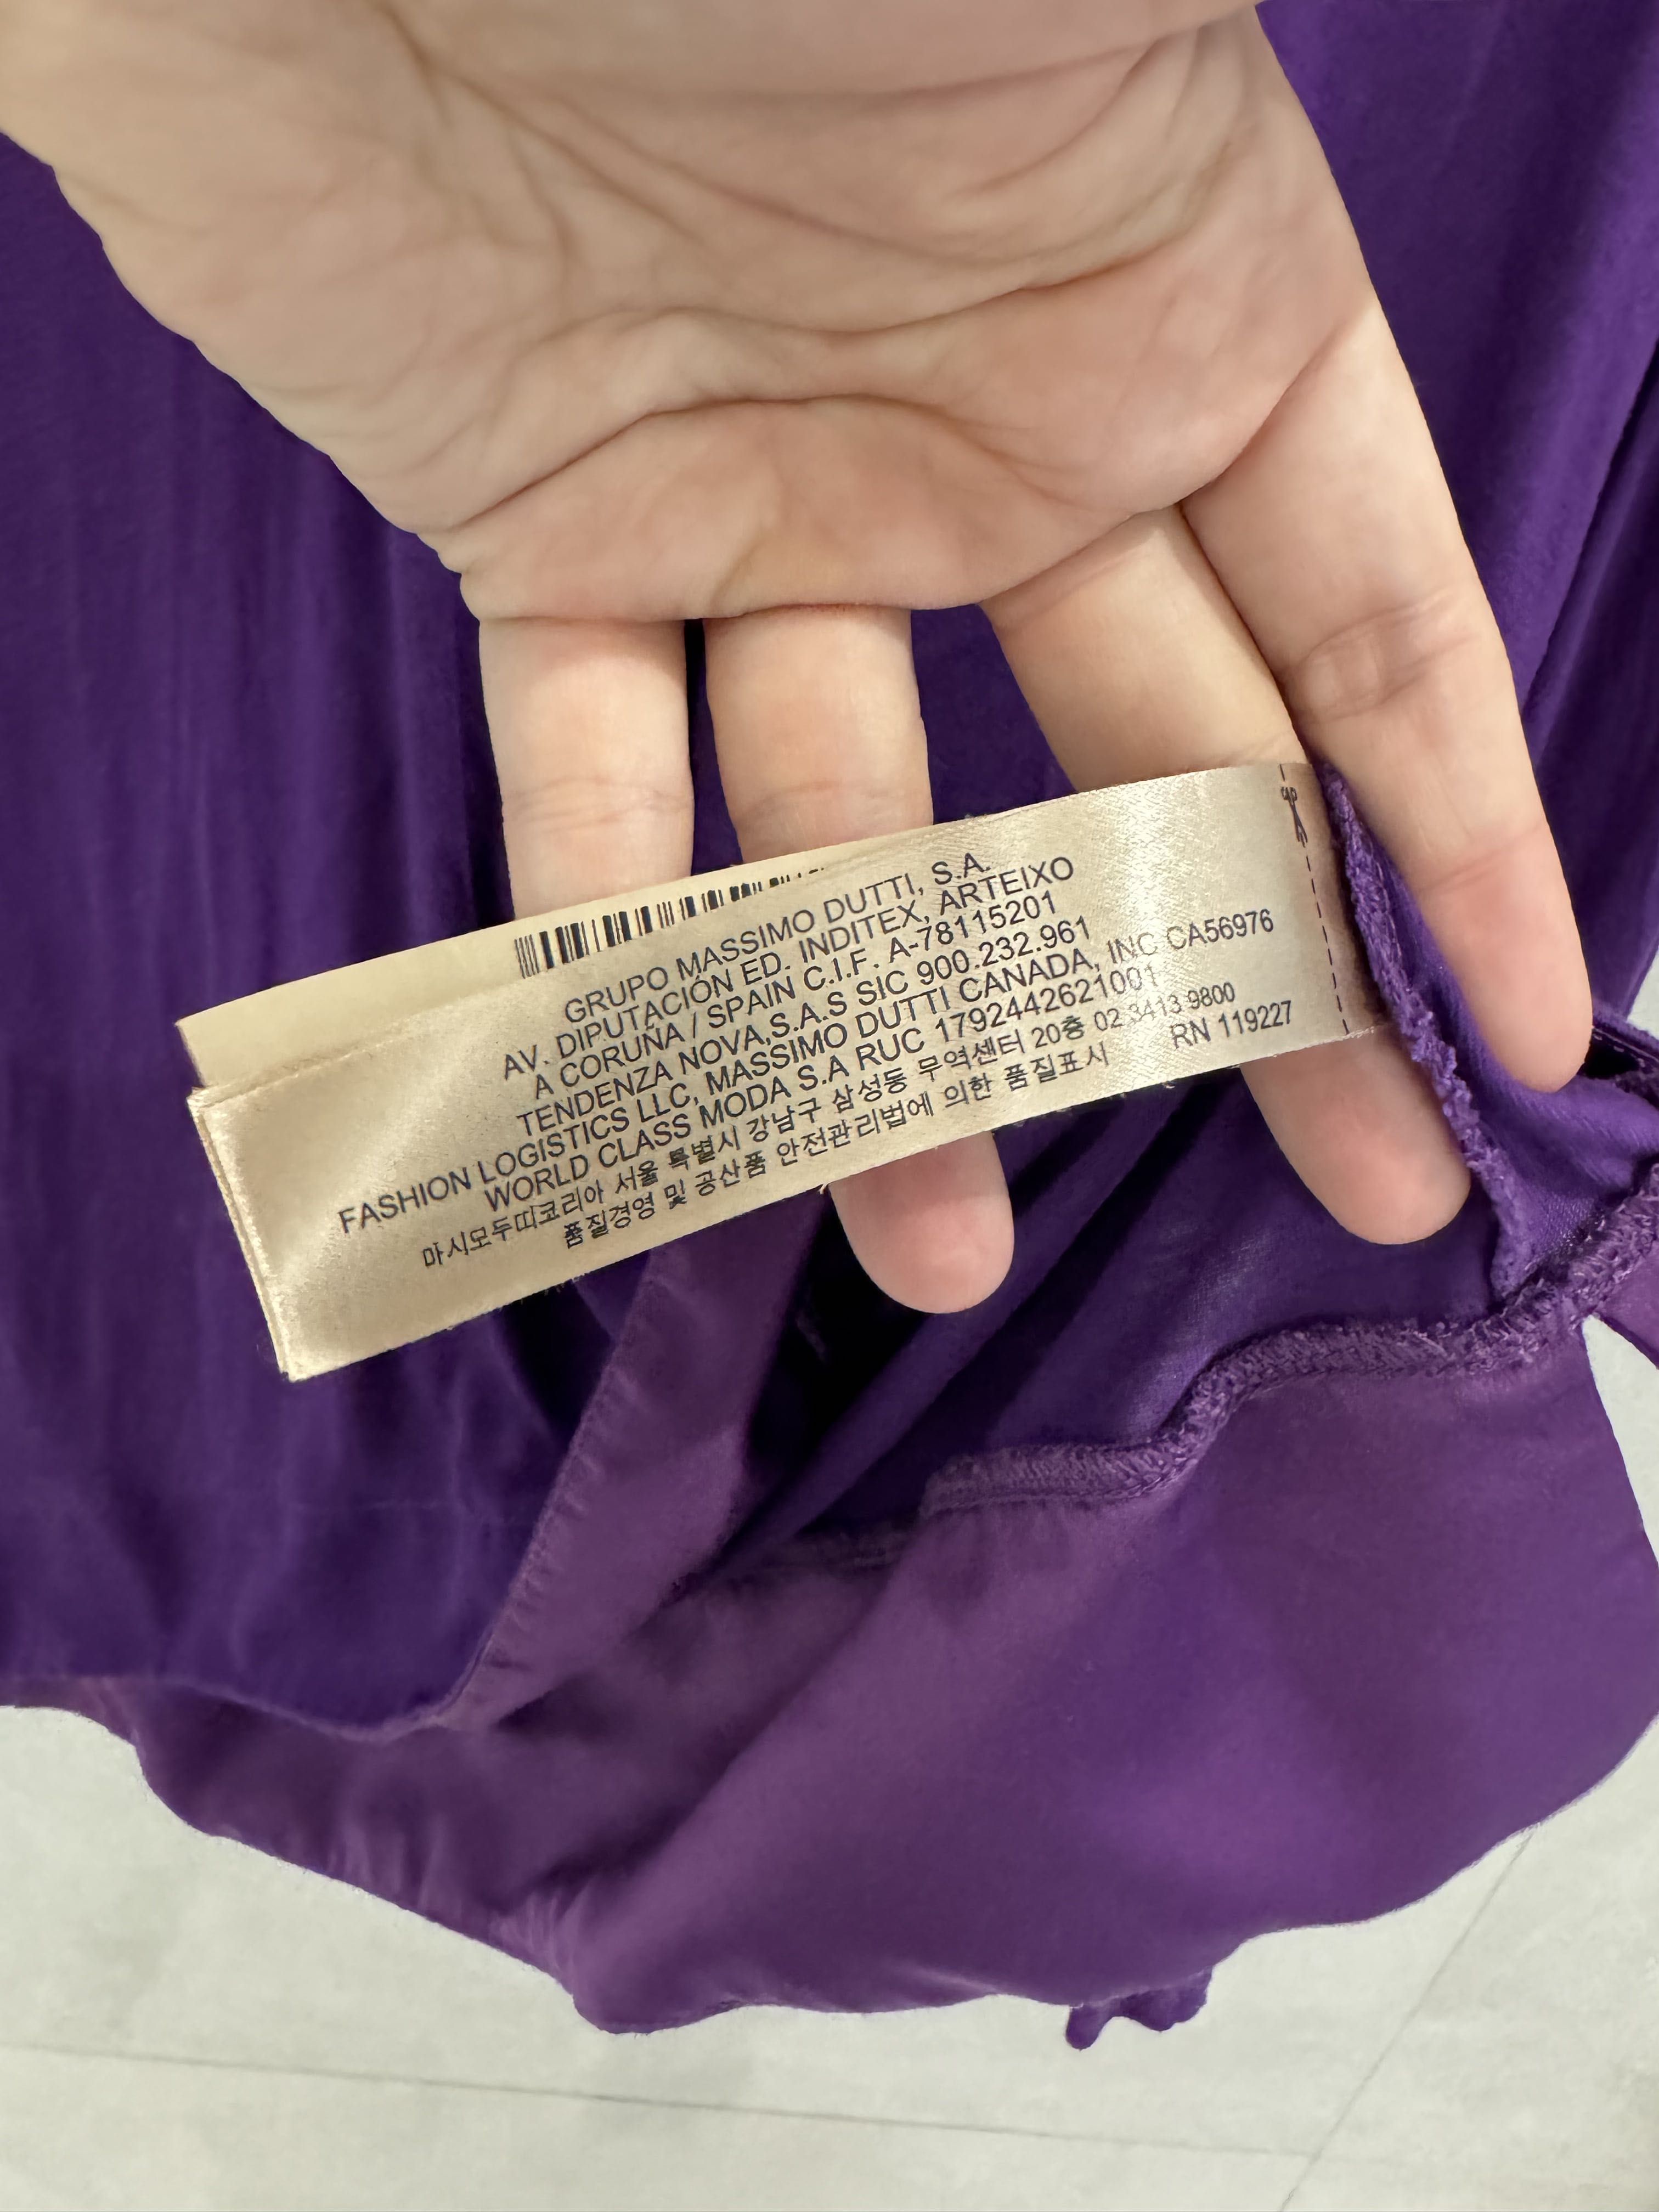 GRUPO MASSIMO DUTTI, S.A.
AV. DIPUTACIÓN ED. INDITEX, ARTEIXO
A CORUÑA / SPAIN C.I.F. A-78115201
TENDENZA NOVA,S.A.S SIC 900.232.961
FASHION LOGISTICS LLC, MASSIMO DUTTI CANADA, INC CA56976
WORLD CLASS MODA S.A RUC 1792442621001
마시모두띠코리아 서울 특별시 강남구 삼성동 무역센터 20층 02 3413 9800
품질경영 및 공산품 안전관리법에 의한 품질표시 RN 119227